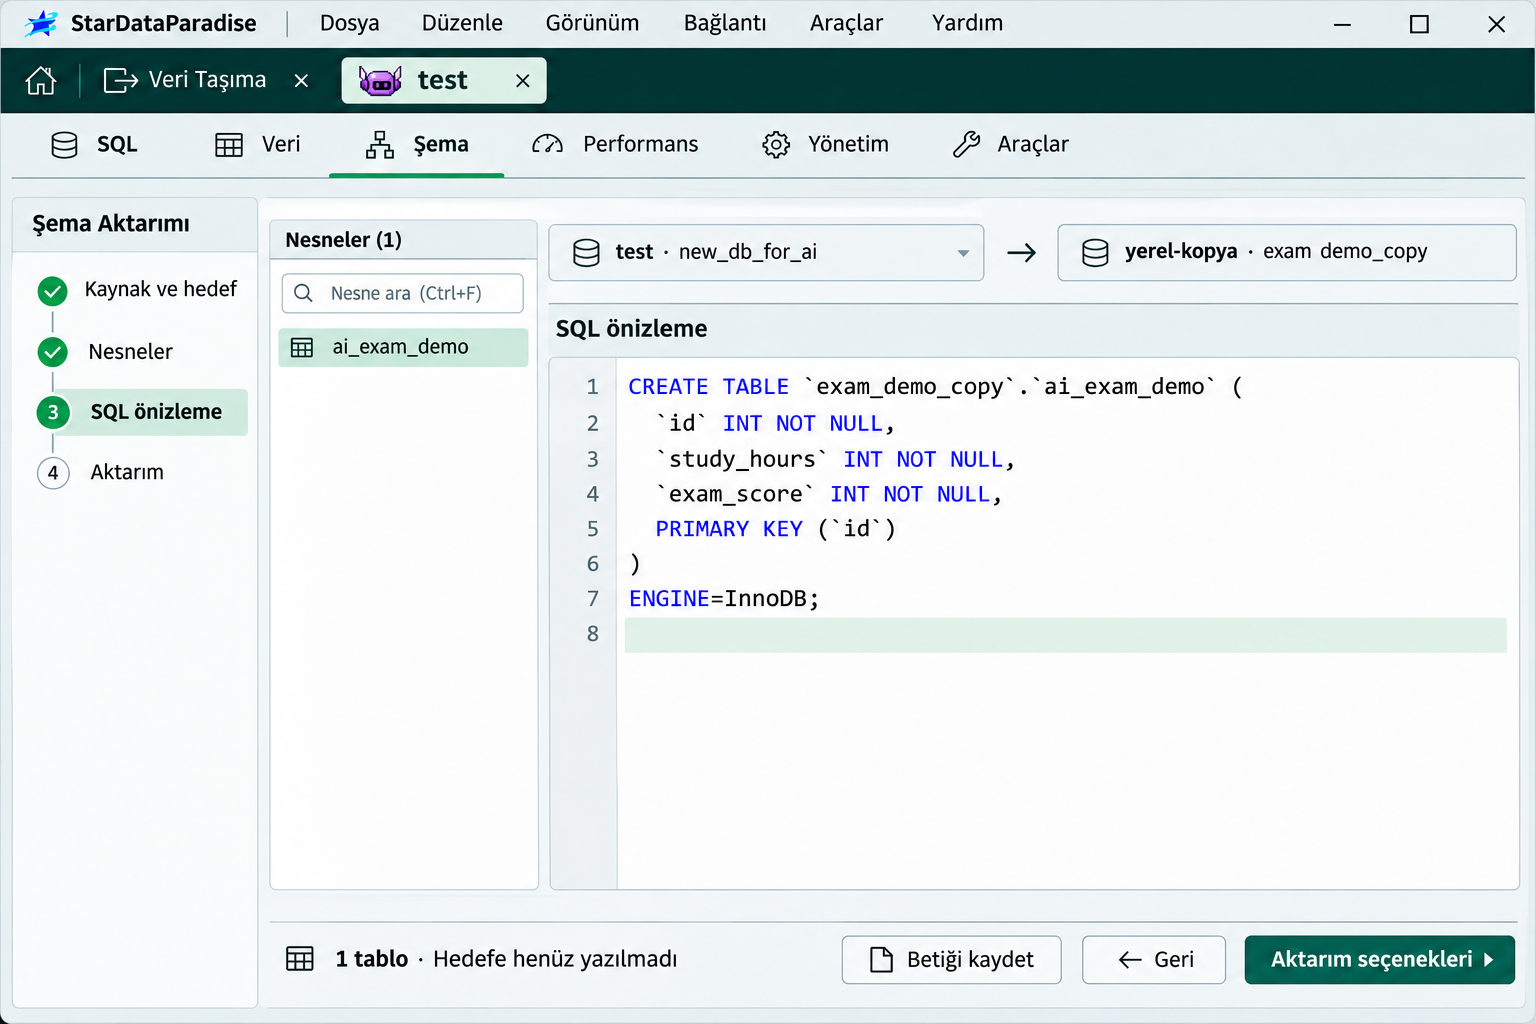 StarDataParadise
Dosya Düzenle Görünüm Bağlantı Araçlar Yardım
Veri Taşıma
test
SQL Veri Şema Performans Yönetim Araçlar
Şema Aktarımı
Kaynak ve hedef
Nesneler
3 SQL önizleme
4 Aktarım
Nesneler (1)
Nesne ara (Ctrl+F)
ai_exam_demo
test · new_db_for_ai
yerel-kopya · exam demo_copy
SQL önizleme
1 CREATE TABLE `exam_demo_copy`.`ai_exam_demo` (
2 `id` INT NOT NULL,
3 `study_hours` INT NOT NULL,
4 `exam_score` INT NOT NULL,
5 PRIMARY KEY (`id`)
6 )
7 ENGINE=InnoDB;
8
1 tablo · Hedefe henüz yazılmadı
Betiği kaydet
Geri
Aktarım seçenekleri